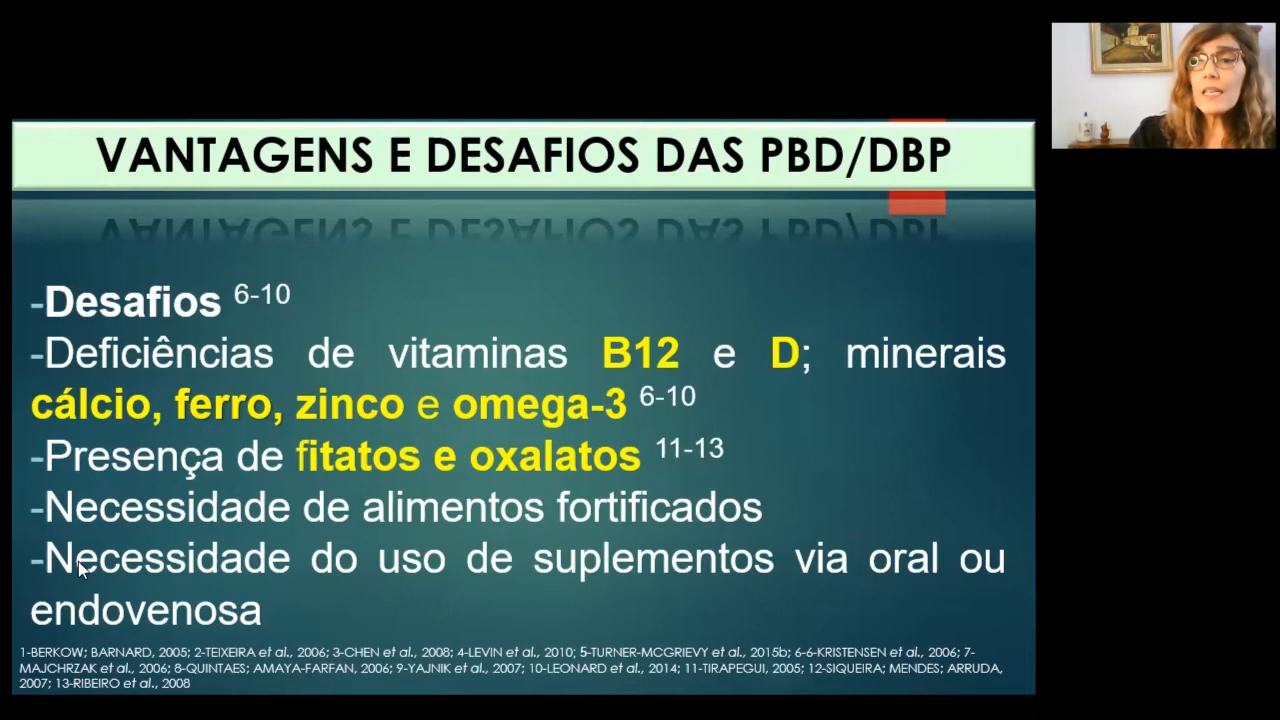 VANTAGENS E DESAFIOS DAS PBD/DBP
-Desafios 6-10
-Deficiências de vitaminas B12 e D; minerais
cálcio, ferro, zinco e omega-3 6-10
-Presença de fitatos e oxalatos 11-13
-Necessidade de alimentos fortificados
-Necessidade do uso de suplementos via oral ou
endovenosa
1-BERKOW; BARNARD, 2005; 2-TEIXEIRA et al., 2006; 3-CHEN et al., 2008; 4-LEVIN et al., 2010; 5-TURNER-MCGRIEVY et al., 2015b; 6-6-KRISTENSEN et al., 2006; 7-
MAJCHRZAK et al., 2006; 8-QUINTAES; AMAYA-FARFAN, 2006; 9-YAJNIK et al., 2007; 10-LEONARD et al., 2014; 11-TIRAPEGUI, 2005; 12-SIQUEIRA; MENDES; ARRUDA,
2007; 13-RIBEIRO et al., 2008